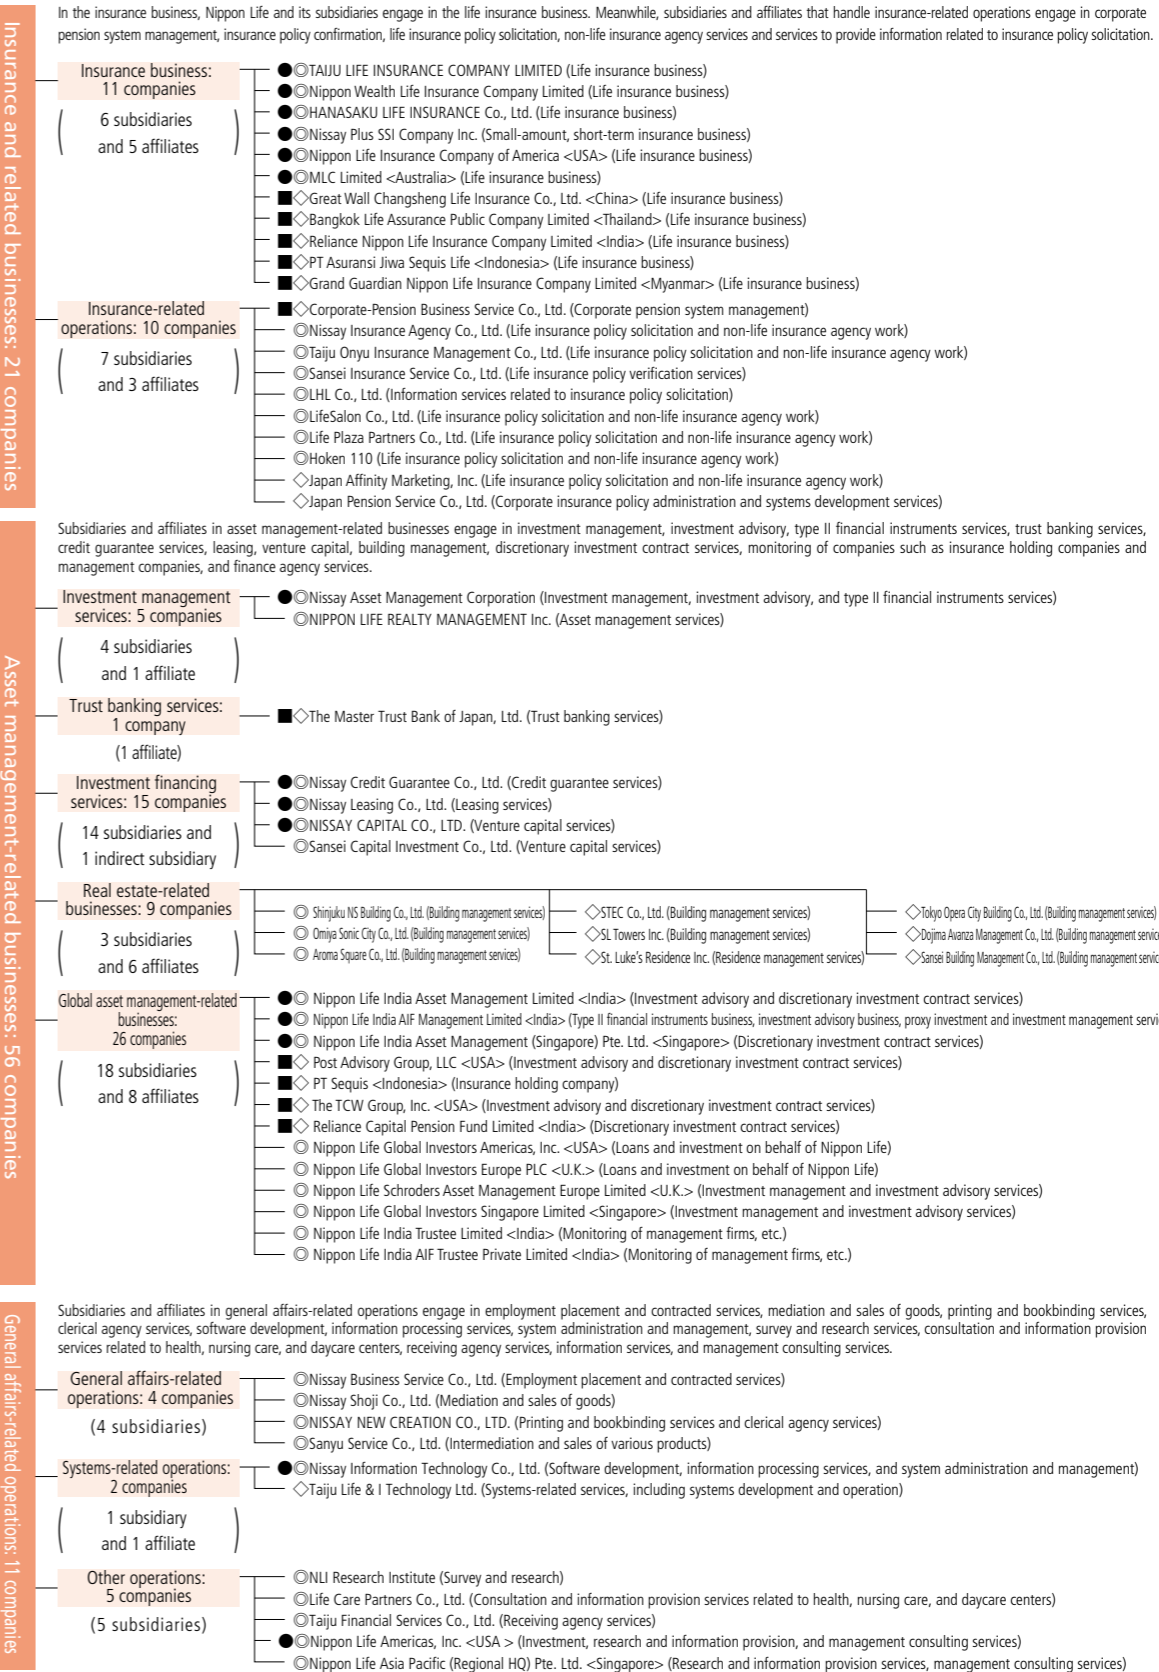 In the insurance business, Nippon Life and its subsidiaries engage in the life insurance business. Meanwhile, subsidiaries and affiliates that handle insurance-related operations engage in corporate
pension system management, insurance policy confirmation, life insurance policy solicitation, non-life insurance agency services and services to provide information related to insurance policy solicitation.
Insurance and related businesses: 21 companies
Insurance business:
11 companies
6 subsidiaries
and 5 affiliates
●◎TAIJU LIFE INSURANCE COMPANY LIMITED (Life insurance business)
●◎Nippon Wealth Life Insurance Company Limited (Life insurance business)
●◎HANASAKU LIFE INSURANCE Co., Ltd. (Life insurance business)
●◎Nissay Plus SSI Company Inc. (Small-amount, short-term insurance business)
●◎Nippon Life Insurance Company of America <USA> (Life insurance business)
●◎MLC Limited <Australia> (Life insurance business)
■◇Great Wall Changsheng Life Insurance Co., Ltd. <China> (Life insurance business)
■◇Bangkok Life Assurance Public Company Limited <Thailand> (Life insurance business)
■◇Reliance Nippon Life Insurance Company Limited <India> (Life insurance business)
■◇PT Asuransi Jiwa Sequis Life <Indonesia> (Life insurance business)
■◇Grand Guardian Nippon Life Insurance Company Limited <Myanmar> (Life insurance business)
Insurance-related
operations: 10 companies
7 subsidiaries
and 3 affiliates
■◇Corporate-Pension Business Service Co., Ltd. (Corporate pension system management)
◎Nissay Insurance Agency Co., Ltd. (Life insurance policy solicitation and non-life insurance agency work)
◎Taiju Onyu Insurance Management Co., Ltd. (Life insurance policy solicitation and non-life insurance agency work)
◎Sansei Insurance Service Co., Ltd. (Life insurance policy verification services)
◎LHL Co., Ltd. (Information services related to insurance policy solicitation)
◎LifeSalon Co., Ltd. (Life insurance policy solicitation and non-life insurance agency work)
◎Life Plaza Partners Co., Ltd. (Life insurance policy solicitation and non-life insurance agency work)
◎Hoken 110 (Life insurance policy solicitation and non-life insurance agency work)
◇Japan Affinity Marketing, Inc. (Life insurance policy solicitation and non-life insurance agency work)
◇Japan Pension Service Co., Ltd. (Corporate insurance policy administration and systems development services)
Subsidiaries and affiliates in asset management-related businesses engage in investment management, investment advisory, type II financial instruments services, trust banking services,
credit guarantee services, leasing, venture capital, building management, discretionary investment contract services, monitoring of companies such as insurance holding companies and
management companies, and finance agency services.
Asset management-related businesses: 56 companies
Investment management
services: 5 companies
4 subsidiaries
and 1 affiliate
●◎Nissay Asset Management Corporation (Investment management, investment advisory, and type II financial instruments services)
◎NIPPON LIFE REALTY MANAGEMENT Inc. (Asset management services)
Trust banking services:
1 company
(1 affiliate)
■◇The Master Trust Bank of Japan, Ltd. (Trust banking services)
Investment financing
services: 15 companies
14 subsidiaries and
1 indirect subsidiary
●◎Nissay Credit Guarantee Co., Ltd. (Credit guarantee services)
●◎Nissay Leasing Co., Ltd. (Leasing services)
●◎NISSAY CAPITAL CO., LTD. (Venture capital services)
◎Sansei Capital Investment Co., Ltd. (Venture capital services)
Real estate-related
businesses: 9 companies
3 subsidiaries
and 6 affiliates
◎ Shinjuku NS Building Co., Ltd. (Building management services)
◎ Omiya Sonic City Co., Ltd. (Building management services)
◎ Aroma Square Co., Ltd. (Building management services)
◇STEC Co., Ltd. (Building management services)
◇SL Towers Inc. (Building management services)
◇St. Luke's Residence Inc. (Residence management services)
◇Tokyo Opera City Building Co., Ltd. (Building management services)
◇Dojima Avanza Management Co., Ltd. (Building management servic
◇Sansei Building Management Co., Ltd. (Building management servic
Global asset management-related
businesses:
26 companies
18 subsidiaries
and 8 affiliates
●◎ Nippon Life India Asset Management Limited <India> (Investment advisory and discretionary investment contract services)
●◎ Nippon Life India AIF Management Limited <India> (Type II financial instruments business, investment advisory business, proxy investment and investment management servi
●◎ Nippon Life India Asset Management (Singapore) Pte. Ltd. <Singapore> (Discretionary investment contract services)
■◇ Post Advisory Group, LLC <USA> (Investment advisory and discretionary investment contract services)
■◇ PT Sequis <Indonesia> (Insurance holding company)
■◇ The TCW Group, Inc. <USA> (Investment advisory and discretionary investment contract services)
■◇ Reliance Capital Pension Fund Limited <India> (Discretionary investment contract services)
◎ Nippon Life Global Investors Americas, Inc. <USA> (Loans and investment on behalf of Nippon Life)
◎ Nippon Life Global Investors Europe PLC <U.K.> (Loans and investment on behalf of Nippon Life)
◎ Nippon Life Schroders Asset Management Europe Limited <U.K.> (Investment management and investment advisory services)
◎ Nippon Life Global Investors Singapore Limited <Singapore> (Investment management and investment advisory services)
◎ Nippon Life India Trustee Limited <India> (Monitoring of management firms, etc.)
◎ Nippon Life India AIF Trustee Private Limited <India> (Monitoring of management firms, etc.)
Subsidiaries and affiliates in general affairs-related operations engage in employment placement and contracted services, mediation and sales of goods, printing and bookbinding services,
clerical agency services, software development, information processing services, system administration and management, survey and research services, consultation and information provision
services related to health, nursing care, and daycare centers, receiving agency services, information services, and management consulting services.
General affairs-related operations: 11 companies
General affairs-related
operations: 4 companies
(4 subsidiaries)
◎Nissay Business Service Co., Ltd. (Employment placement and contracted services)
◎Nissay Shoji Co., Ltd. (Mediation and sales of goods)
◎NISSAY NEW CREATION CO., LTD. (Printing and bookbinding services and clerical agency services)
◎Sanyu Service Co., Ltd. (Intermediation and sales of various products)
Systems-related operations:
2 companies
1 subsidiary
and 1 affiliate
●◎Nissay Information Technology Co., Ltd. (Software development, information processing services, and system administration and management)
◇Taiju Life & I Technology Ltd. (Systems-related services, including systems development and operation)
Other operations:
5 companies
(5 subsidiaries)
◎NLI Research Institute (Survey and research)
◎Life Care Partners Co., Ltd. (Consultation and information provision services related to health, nursing care, and daycare centers)
◎Taiju Financial Services Co., Ltd. (Receiving agency services)
●◎Nippon Life Americas, Inc. <USA > (Investment, research and information provision, and management consulting services)
◎Nippon Life Asia Pacific (Regional HQ) Pte. Ltd. <Singapore> (Research and information provision services, management consulting services)